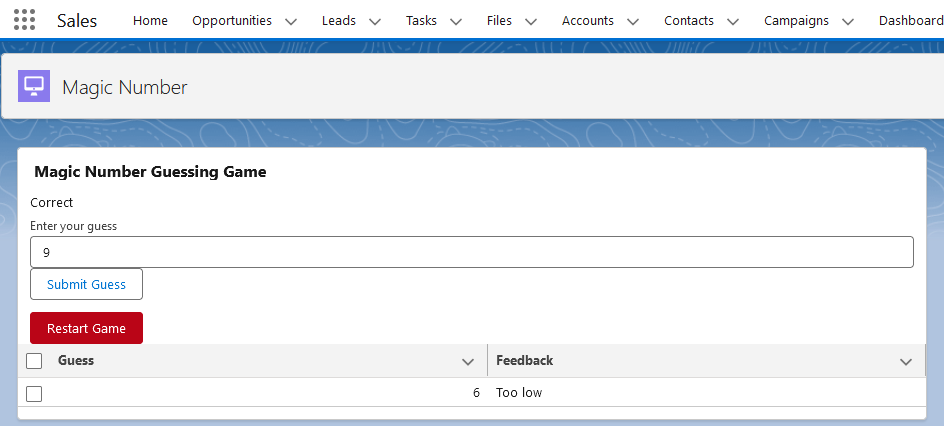 Sales Home Opportunities Leads Tasks Files Accounts Contacts Campaigns Dashboard
Magic Number
Magic Number Guessing Game
Correct
Enter your guess
9
Submit Guess
Restart Game
Guess Feedback
6 Too low